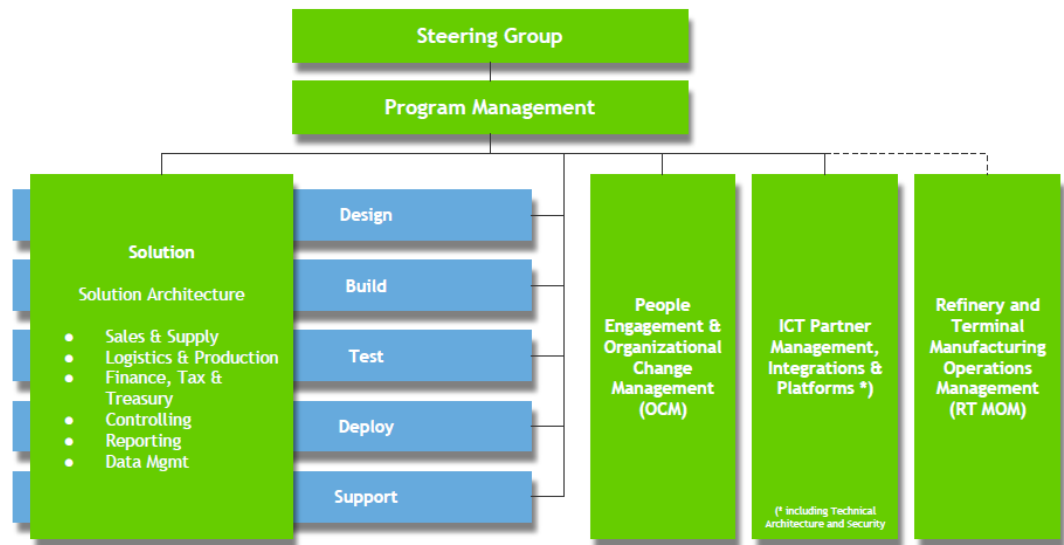 Steering Group
Program Management
Solution
Solution Architecture
● Sales & Supply
● Logistics & Production
● Finance, Tax &
Treasury
● Controlling
● Reporting
● Data Mgmt
Design
Build
Test
Deploy
Support
People
Engagement &
Organizational
Change
Management
(OCM)
ICT Partner
Management,
Integrations &
Platforms *)
(* including Technical
Architecture and Security
Refinery and
Terminal
Manufacturing
Operations
Management
(RT MOM)